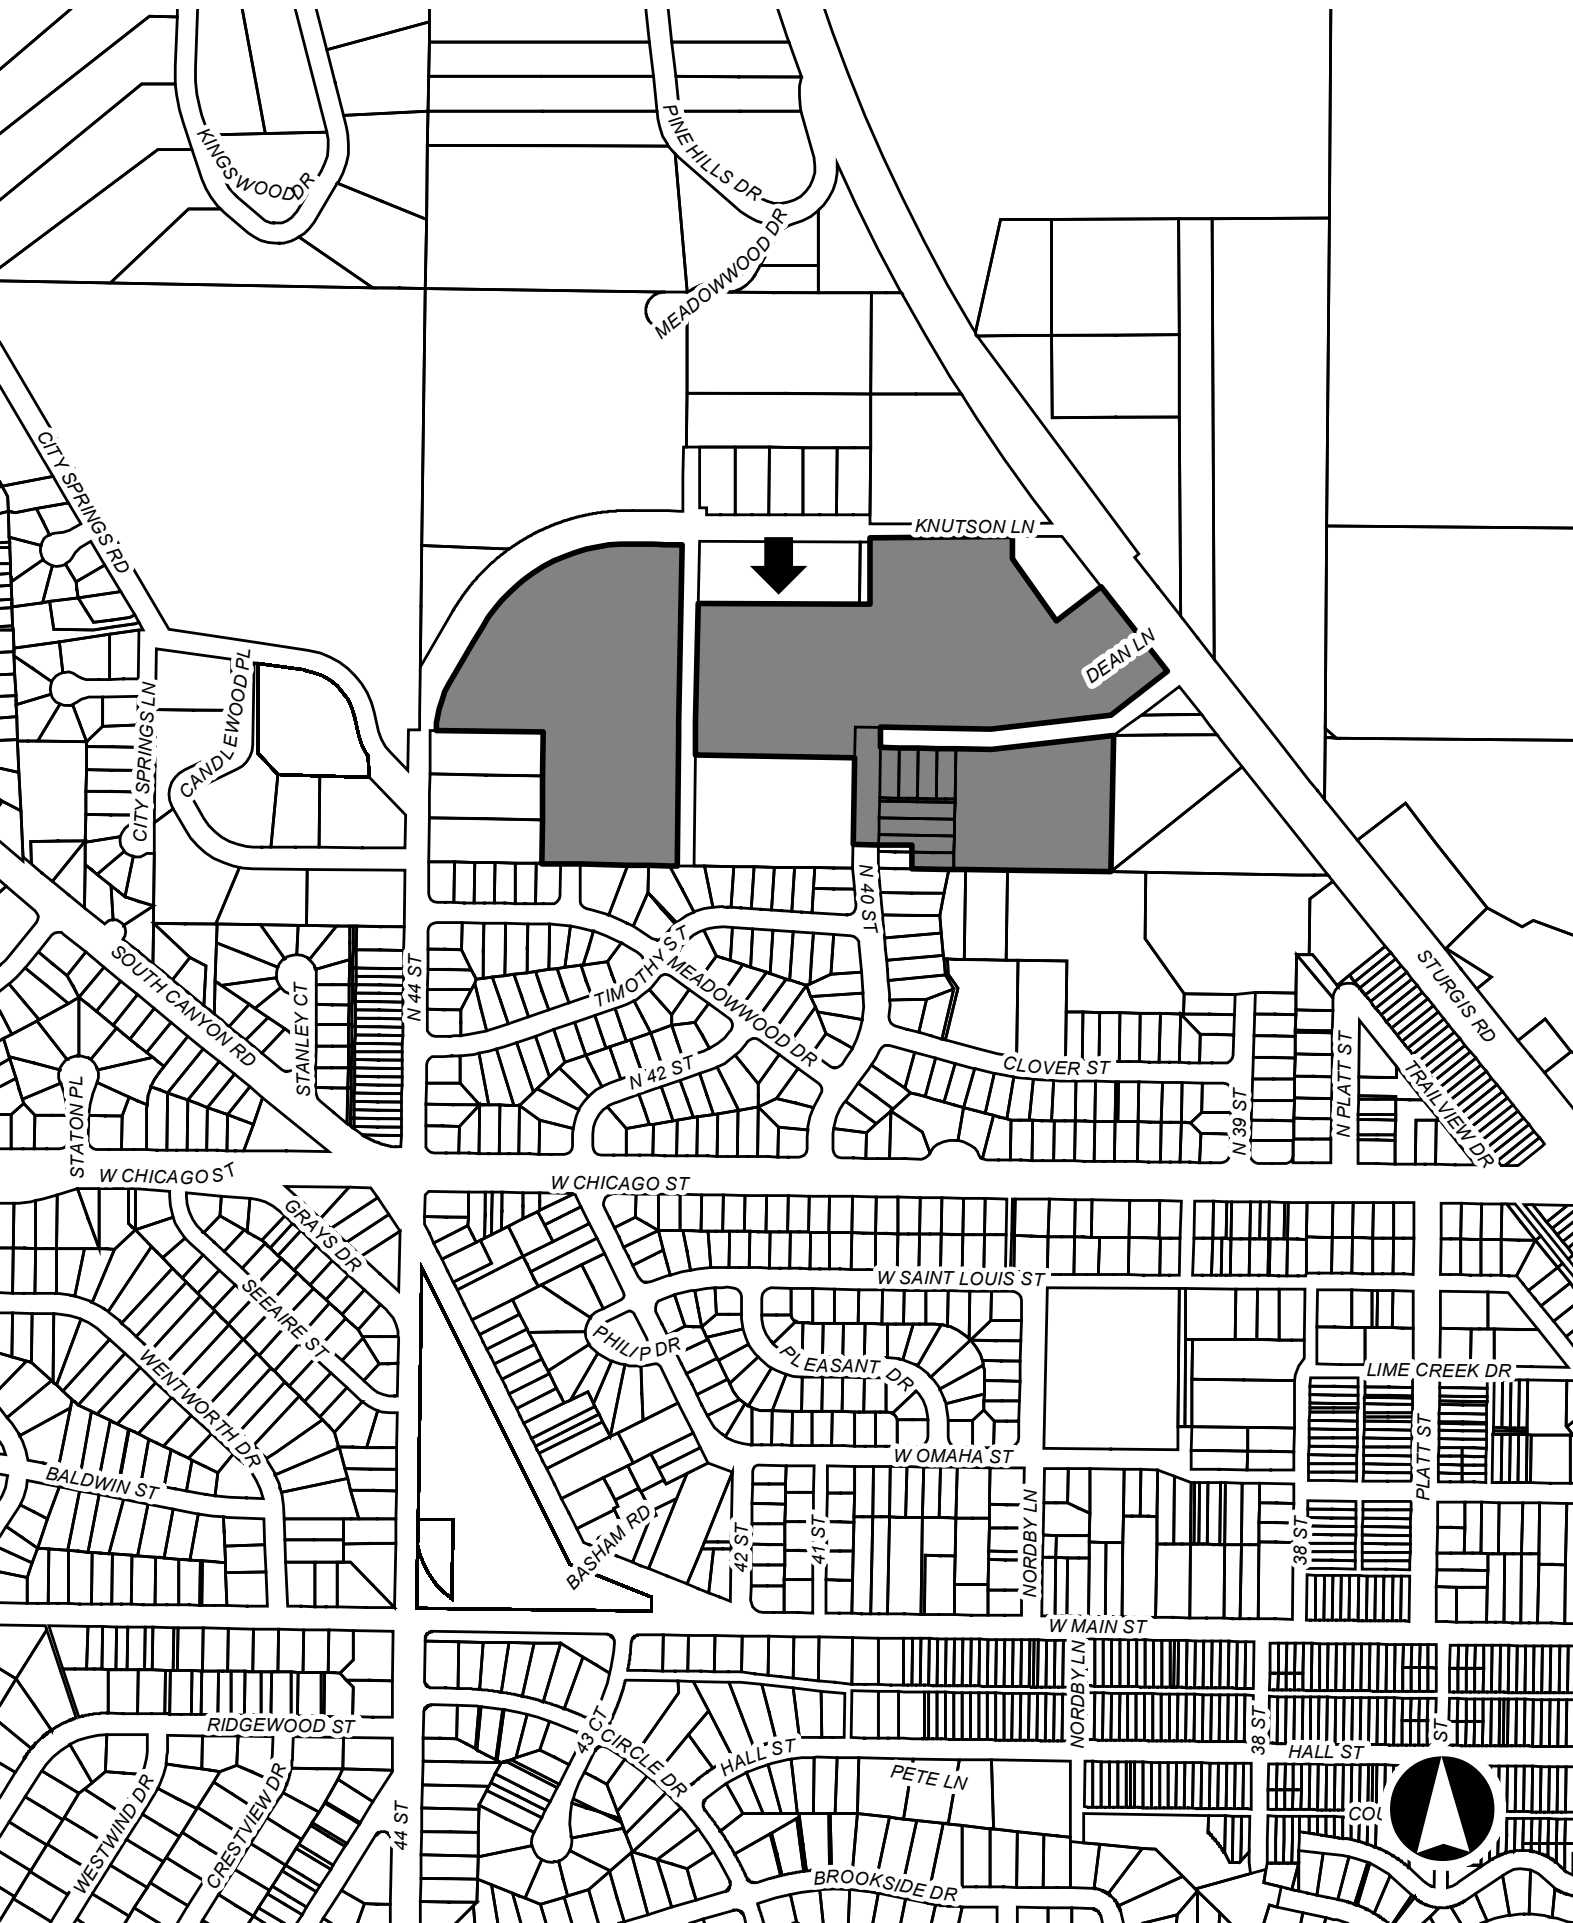 KINGSWOOD DR
PINE HILLS DR
MEADOWWOOD DR
CITY SPRINGS RD
KNUTSON LN
DEAN LN
CANDLEWOOD PL
CITY SPRINGS LN
N 40 ST
SOUTH CANYON RD
STANLEY CT
N 44 ST
TIMOTHY ST
MEADOWWOOD DR
STURGIS RD
N 42 ST
CLOVER ST
STATON PL
N 39 ST
N PLATT ST
TRAILVIEW DR
W CHICAGO ST
W CHICAGO ST
GRAYS DR
SEEAIRE ST
W SAINT LOUIS ST
PHILIP DR
PLEASANT DR
LIME CREEK DR
WENTWORTH DR
BALDWIN ST
W OMAHA ST
PLATT ST
BASHAM RD
42 ST
41 ST
NORDBY LN
38 ST
W MAIN ST
RIDGEWOOD ST
43 CT
CIRCLE DR
HALL ST
NORDBY LN
38 ST
ST
HALL ST
PETE LN
WESTWIND DR
CRESTVIEW DR
44 ST
BROOKSIDE DR